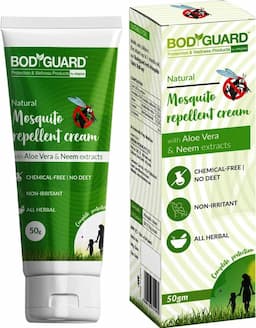 BODYGUARD
Protection & Wellness Products
Natural
Mosquito
repellent cream
with Aloe Vera
& Neem extracts
CHEMICAL-FREE |
NO DEET
NON-IRRITANT
ALL HERBAL
50g
Complete protection
BODYGUARD
Protection & Wellness Products
Natural
Mosquito
repellent cream
with Aloe Vera
& Neem extracts
CHEMICAL-FREE |
NO DEET
NON-IRRITANT
ALL HERBAL
Complete protection
50gm